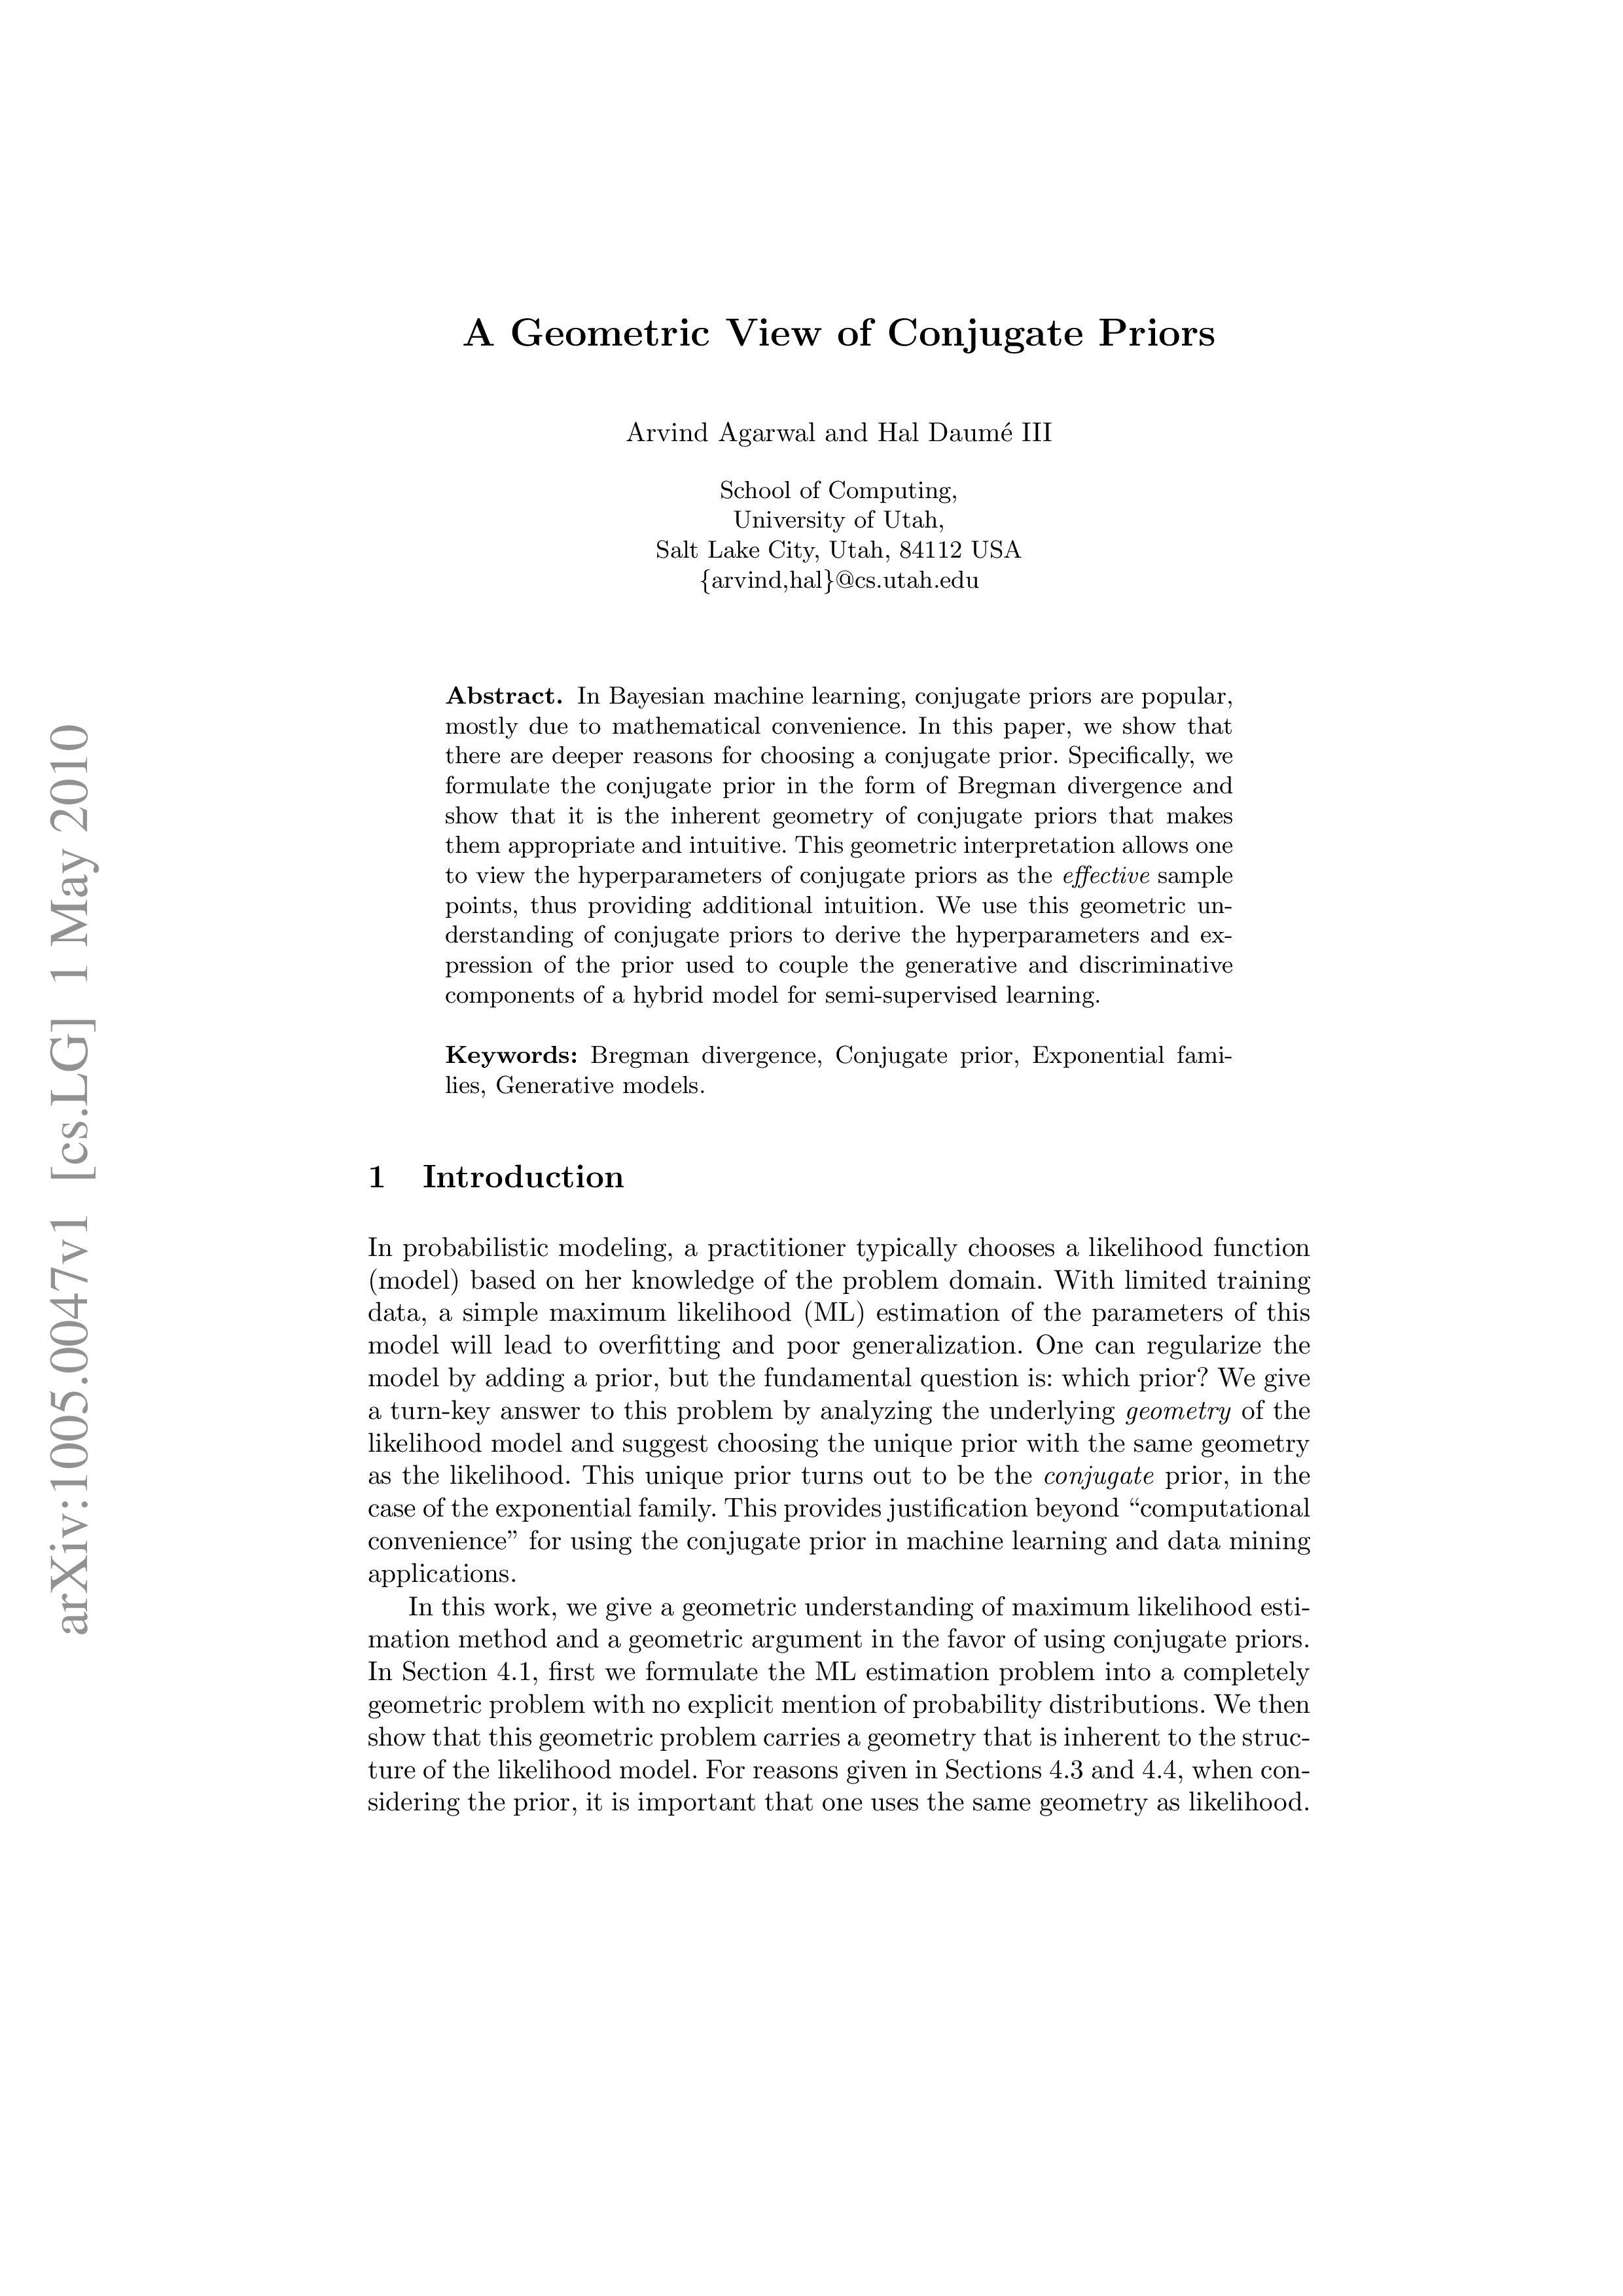 A Geometric View of Conjugate Priors
Arvind Agarwal and Hal Daumé III
School of Computing,
University of Utah,
Salt Lake City, Utah, 84112 USA
{arvind,hal}@cs.utah.edu
Abstract. In Bayesian machine learning, conjugate priors are popular,
mostly due to mathematical convenience. In this paper, we show that
there are deeper reasons for choosing a conjugate prior. Specifically, we
formulate the conjugate prior in the form of Bregman divergence and
show that it is the inherent geometry of conjugate priors that makes
them appropriate and intuitive. This geometric interpretation allows one
to view the hyperparameters of conjugate priors as the effective sample
points, thus providing additional intuition. We use this geometric un-
derstanding of conjugate priors to derive the hyperparameters and ex-
pression of the prior used to couple the generative and discriminative
components of a hybrid model for semi-supervised learning.
Keywords: Bregman divergence, Conjugate prior, Exponential fami-
lies, Generative models.
1 Introduction
In probabilistic modeling, a practitioner typically chooses a likelihood function
(model) based on her knowledge of the problem domain. With limited training
data, a simple maximum likelihood (ML) estimation of the parameters of this
model will lead to overfitting and poor generalization. One can regularize the
model by adding a prior, but the fundamental question is: which prior? We give
a turn-key answer to this problem by analyzing the underlying geometry of the
likelihood model and suggest choosing the unique prior with the same geometry
as the likelihood. This unique prior turns out to be the conjugate prior, in the
case of the exponential family. This provides justification beyond “computational
convenience” for using the conjugate prior in machine learning and data mining
applications.
In this work, we give a geometric understanding of maximum likelihood esti-
mation method and a geometric argument in the favor of using conjugate priors.
In Section 4.1, first we formulate the ML estimation problem into a completely
geometric problem with no explicit mention of probability distributions. We then
show that this geometric problem carries a geometry that is inherent to the struc-
ture of the likelihood model. For reasons given in Sections 4.3 and 4.4, when con-
sidering the prior, it is important that one uses the same geometry as likelihood.
arXiv:1005.0047v1 [cs.LG] 1 May 2010